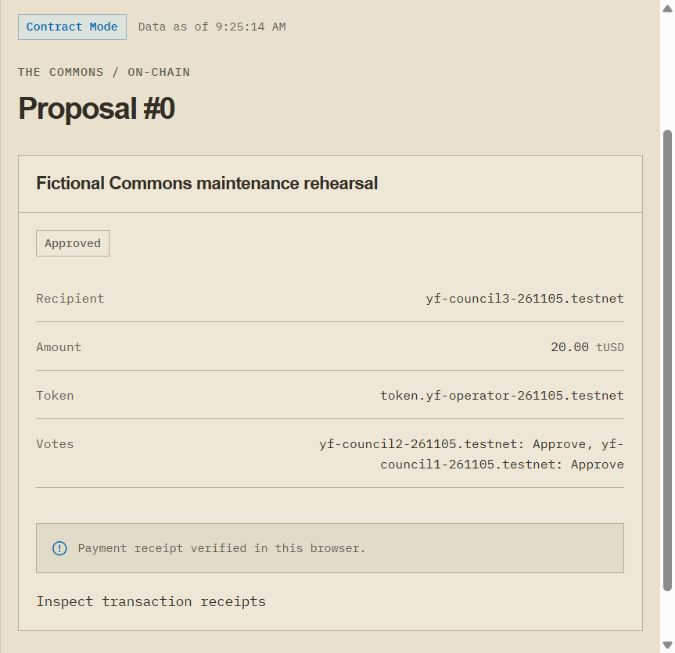 Contract Mode Data as of 9:25:14 AM
THE COMMONS / ON-CHAIN
Proposal #0
Fictional Commons maintenance rehearsal
Approved
Recipient yf-council3-261105.testnet
Amount 20.00 tUSD
Token token.yf-operator-261105.testnet
Votes yf-council2-261105.testnet: Approve, yf-
council1-261105.testnet: Approve
Payment receipt verified in this browser.
Inspect transaction receipts